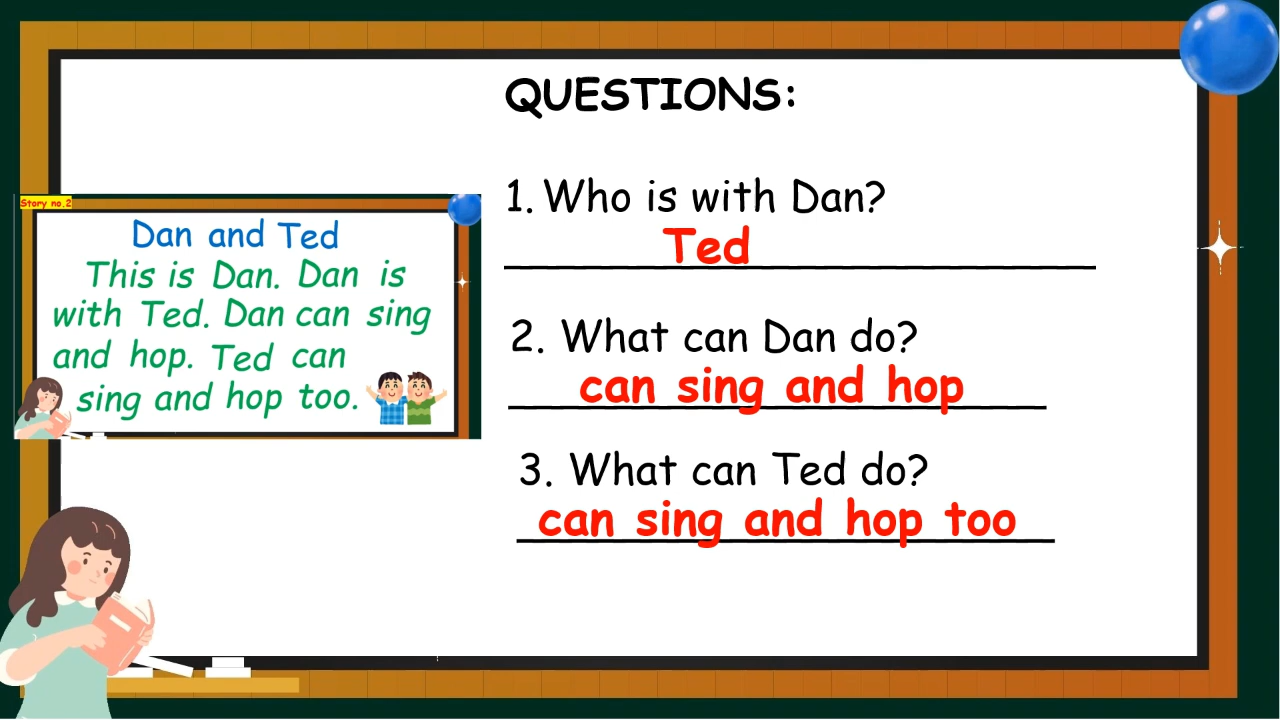 QUESTIONS:
1. Who is with Dan?
Ted
2. What can Dan do?
can sing and hop
3. What can Ted do?
can sing and hop too
Story no.2
Dan and Ted
This is Dan. Dan is
with Ted. Dan can sing
and hop. Ted can
sing and hop too.